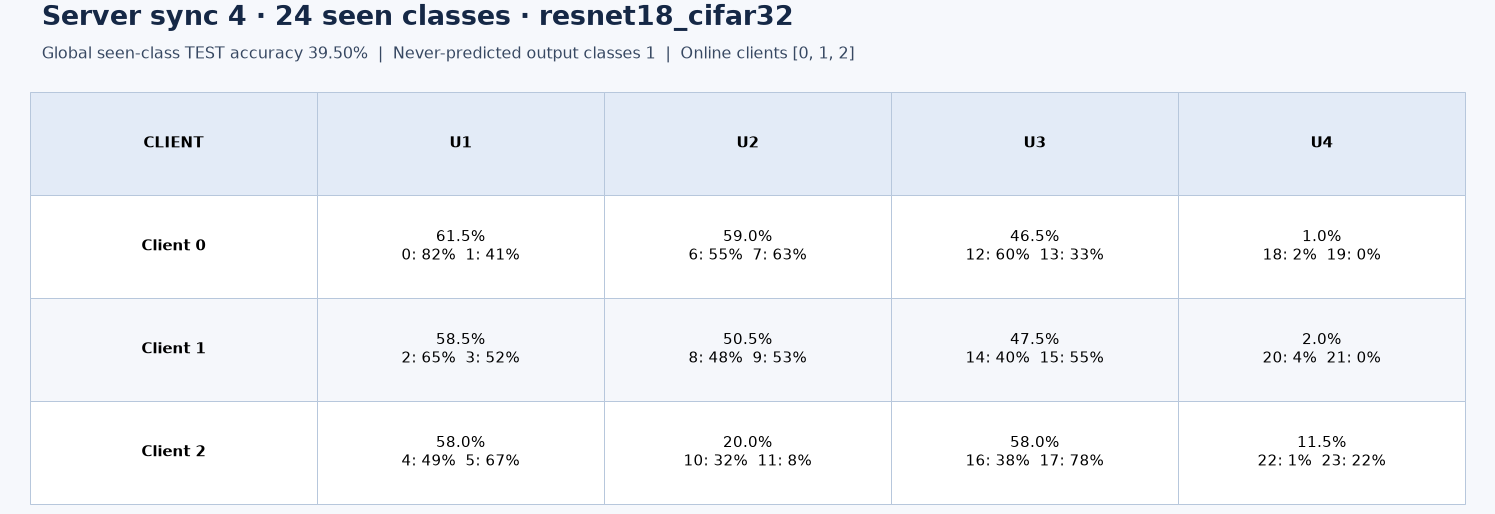 Server sync 4 · 24 seen classes · resnet18_cifar32
Global seen-class TEST accuracy 39.50%  |  Never-predicted output classes 1  |  Online clients [0, 1, 2]
CLIENT U1 U2 U3 U4
Client 0
61.5%
0: 82%  1: 41%
59.0%
6: 55%  7: 63%
46.5%
12: 60%  13: 33%
1.0%
18: 2%  19: 0%
Client 1
58.5%
2: 65%  3: 52%
50.5%
8: 48%  9: 53%
47.5%
14: 40%  15: 55%
2.0%
20: 4%  21: 0%
Client 2
58.0%
4: 49%  5: 67%
20.0%
10: 32%  11: 8%
58.0%
16: 38%  17: 78%
11.5%
22: 1%  23: 22%